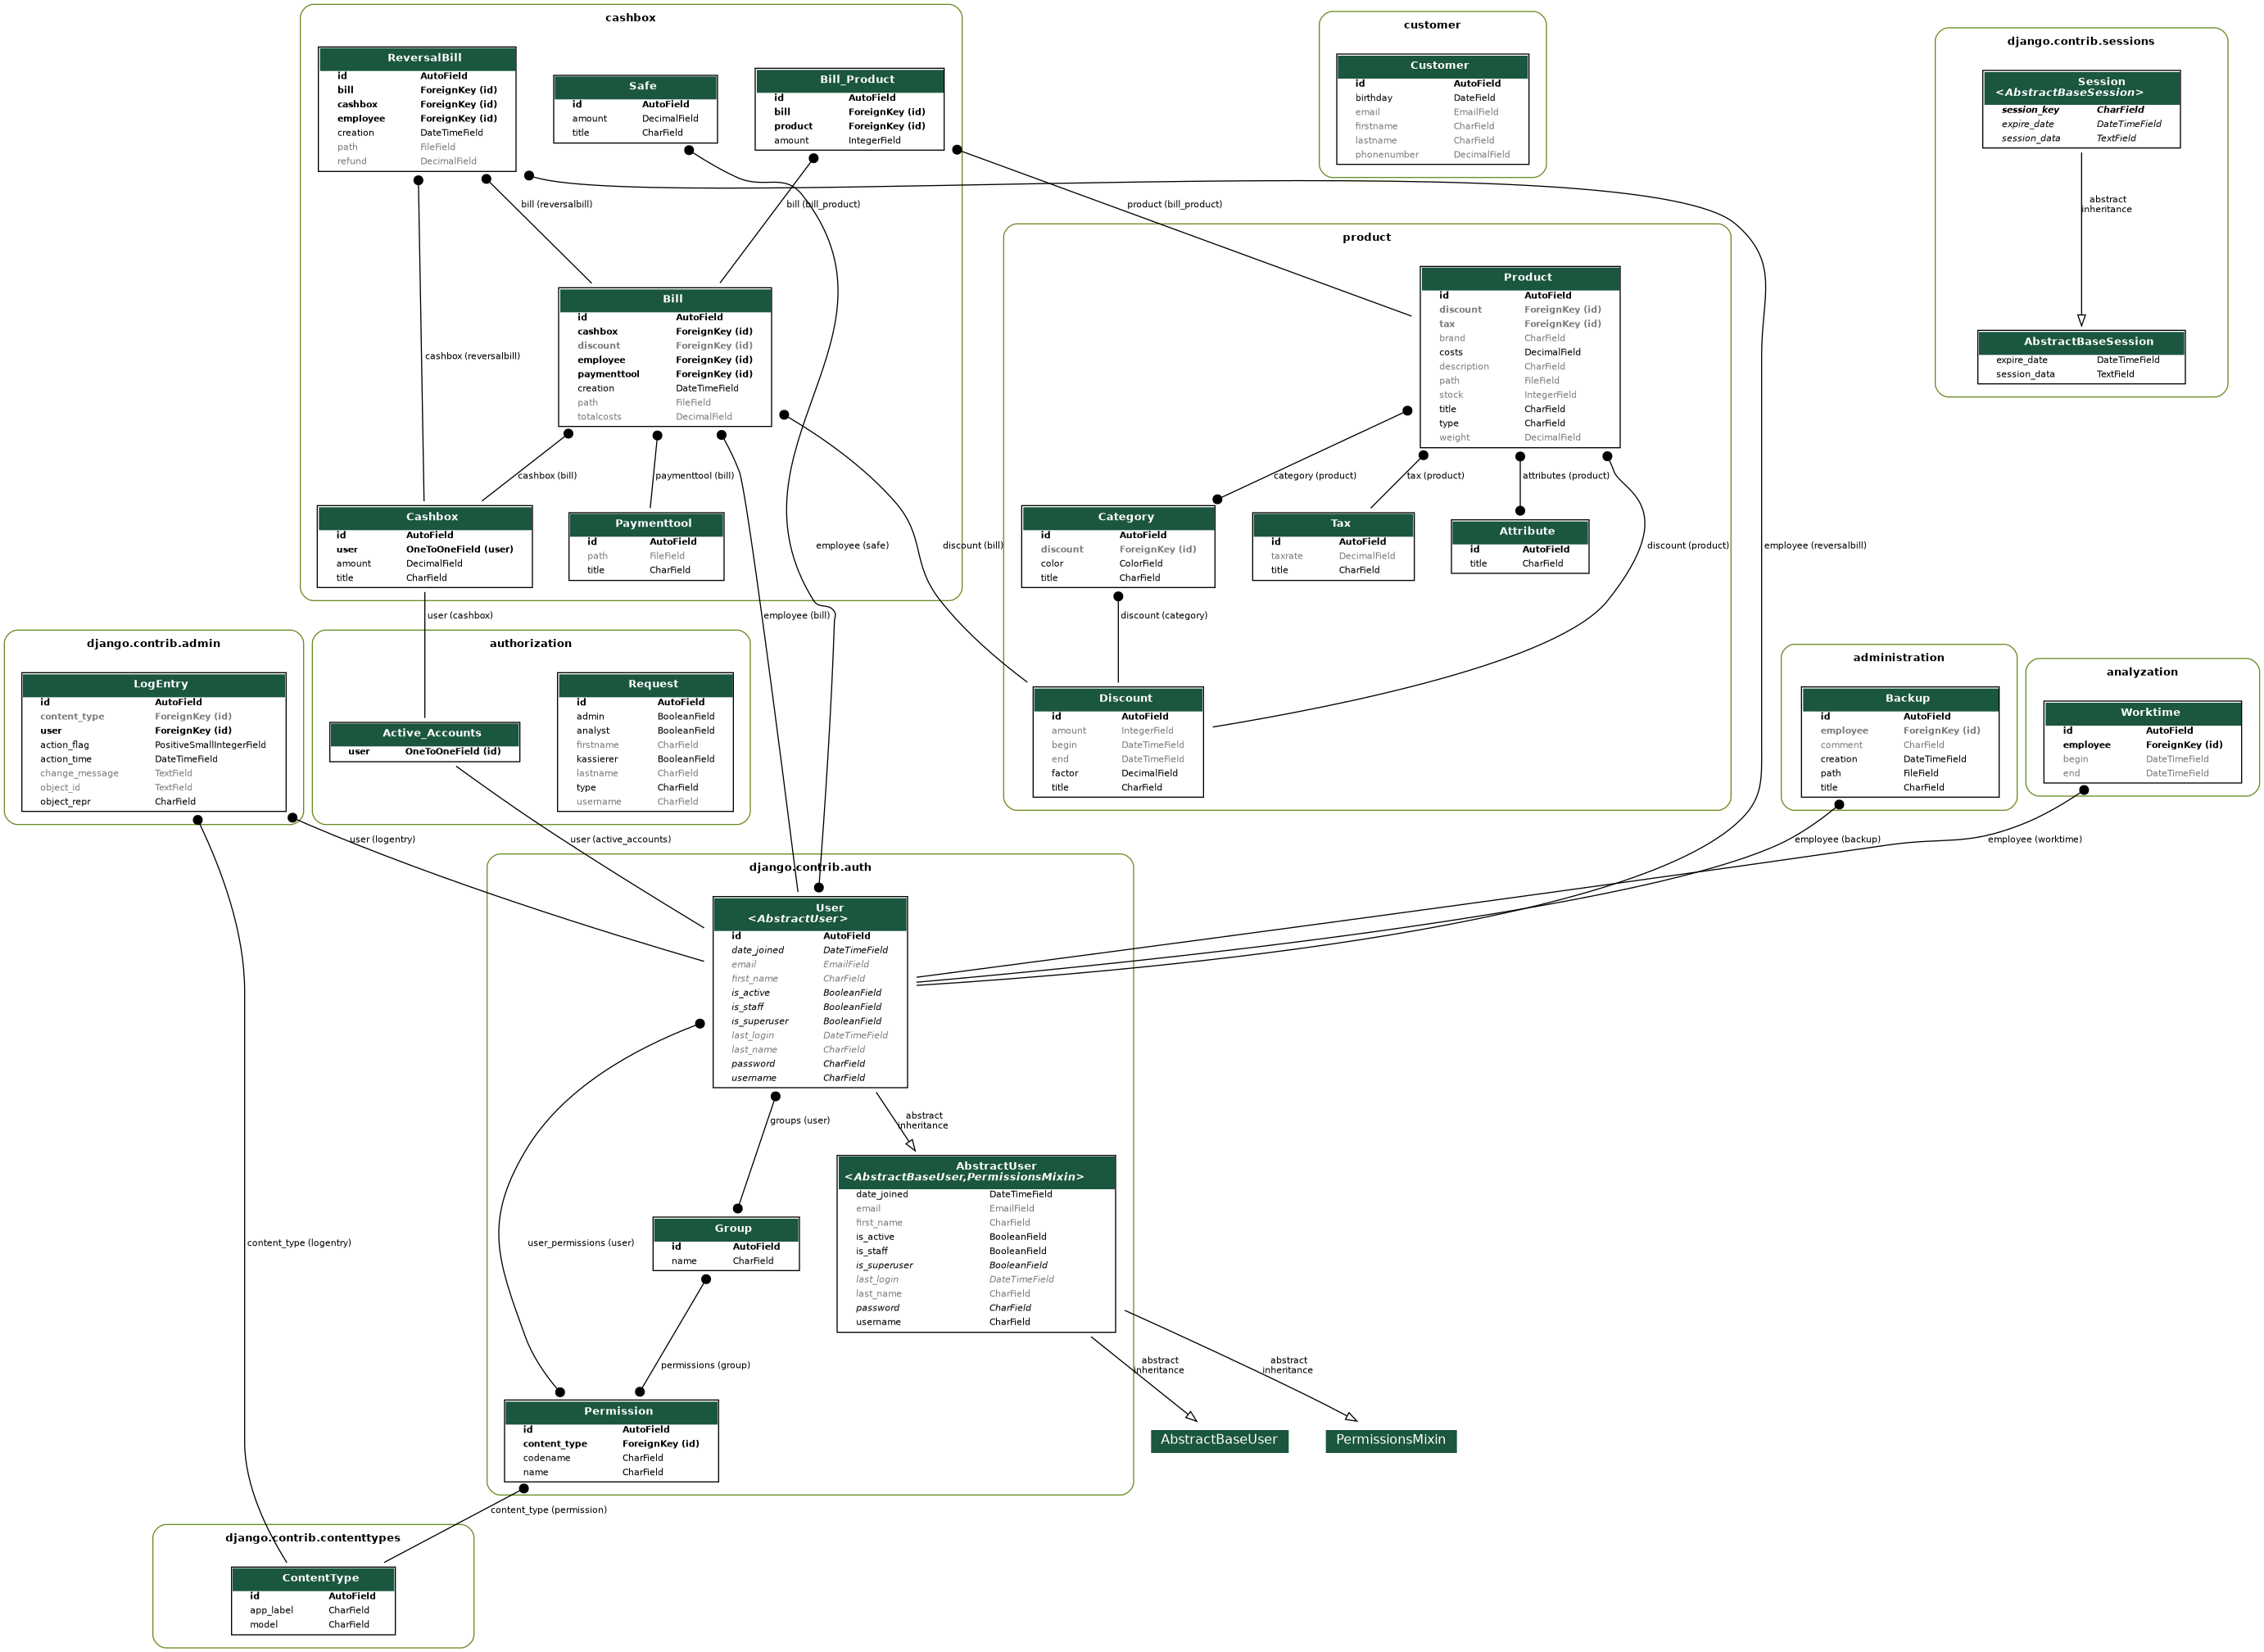 cashbox
ReversalBill
id AutoField
bill ForeignKey (id)
cashbox ForeignKey (id)
employee ForeignKey (id)
creation DateTimeField
path FileField
refund DecimalField
Safe
id AutoField
amount DecimalField
title CharField
Bill_Product
id AutoField
bill ForeignKey (id)
product ForeignKey (id)
amount IntegerField
bill (reversalbill)
bill (bill_product)
cashbox (reversalbill)
Bill
id AutoField
cashbox ForeignKey (id)
discount ForeignKey (id)
employee ForeignKey (id)
paymenttool ForeignKey (id)
creation DateTimeField
path FileField
totalcosts DecimalField
cashbox (bill)
paymenttool (bill)
Cashbox
id AutoField
user OneToOneField (user)
amount DecimalField
title CharField
Paymenttool
id AutoField
path FileField
title CharField
employee (safe)
discount (bill)
user (cashbox)
employee (bill)
customer
Customer
id AutoField
birthday DateField
email EmailField
firstname CharField
lastname CharField
phonenumber DecimalField
product (bill_product)
product
Product
id AutoField
discount ForeignKey (id)
tax ForeignKey (id)
brand CharField
costs DecimalField
description CharField
path FileField
stock IntegerField
title CharField
type CharField
weight DecimalField
category (product)
tax (product)
attributes (product)
Category
id AutoField
discount ForeignKey (id)
color ColorField
title CharField
Tax
id AutoField
taxrate DecimalField
title CharField
Attribute
id AutoField
title CharField
discount (product)
employee (reversalbill)
discount (category)
Discount
id AutoField
amount IntegerField
begin DateTimeField
end DateTimeField
factor DecimalField
title CharField
django.contrib.sessions
Session
<AbstractBaseSession>
session_key CharField
expire_date DateTimeField
session_data TextField
abstract
inheritance
AbstractBaseSession
expire_date DateTimeField
session_data TextField
django.contrib.admin
LogEntry
id AutoField
content_type ForeignKey (id)
user ForeignKey (id)
action_flag PositiveSmallIntegerField
action_time DateTimeField
change_message TextField
object_id TextField
object_repr CharField
authorization
Active_Accounts
user OneToOneField (id)
Request
id AutoField
admin BooleanField
analyst BooleanField
firstname CharField
kassierer BooleanField
lastname CharField
type CharField
username CharField
administration
Backup
id AutoField
employee ForeignKey (id)
comment CharField
creation DateTimeField
path FileField
title CharField
analyzation
Worktime
id AutoField
employee ForeignKey (id)
begin DateTimeField
end DateTimeField
user (logentry)
user (active_accounts)
employee (backup)
employee (worktime)
django.contrib.auth
User
<AbstractUser>
id AutoField
date_joined DateTimeField
email EmailField
first_name CharField
is_active BooleanField
is_staff BooleanField
is_superuser BooleanField
last_login DateTimeField
last_name CharField
password CharField
username CharField
groups (user)
abstract
inheritance
AbstractUser
<AbstractBaseUser,PermissionsMixin>
date_joined DateTimeField
email EmailField
first_name CharField
is_active BooleanField
is_staff BooleanField
is_superuser BooleanField
last_login DateTimeField
last_name CharField
password CharField
username CharField
Group
id AutoField
name CharField
content_type (logentry)
user_permissions (user)
permissions (group)
abstract
inheritance
abstract
inheritance
Permission
id AutoField
content_type ForeignKey (id)
codename CharField
name CharField
AbstractBaseUser
PermissionsMixin
content_type (permission)
django.contrib.contenttypes
ContentType
id AutoField
app_label CharField
model CharField